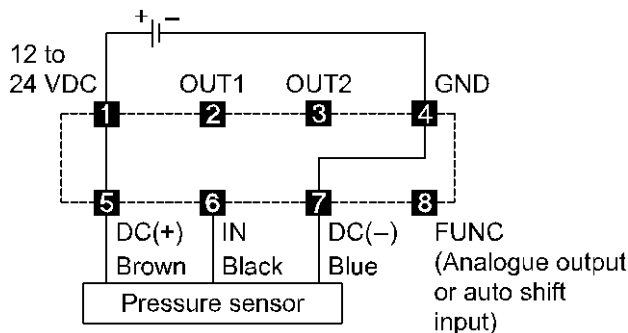 + −
12 to
24 VDC OUT1 OUT2 GND
1 2 3 4
5 6 7 8
DC(+) IN DC(−) FUNC
Brown Black Blue (Analogue output
or auto shift
input)
Pressure sensor